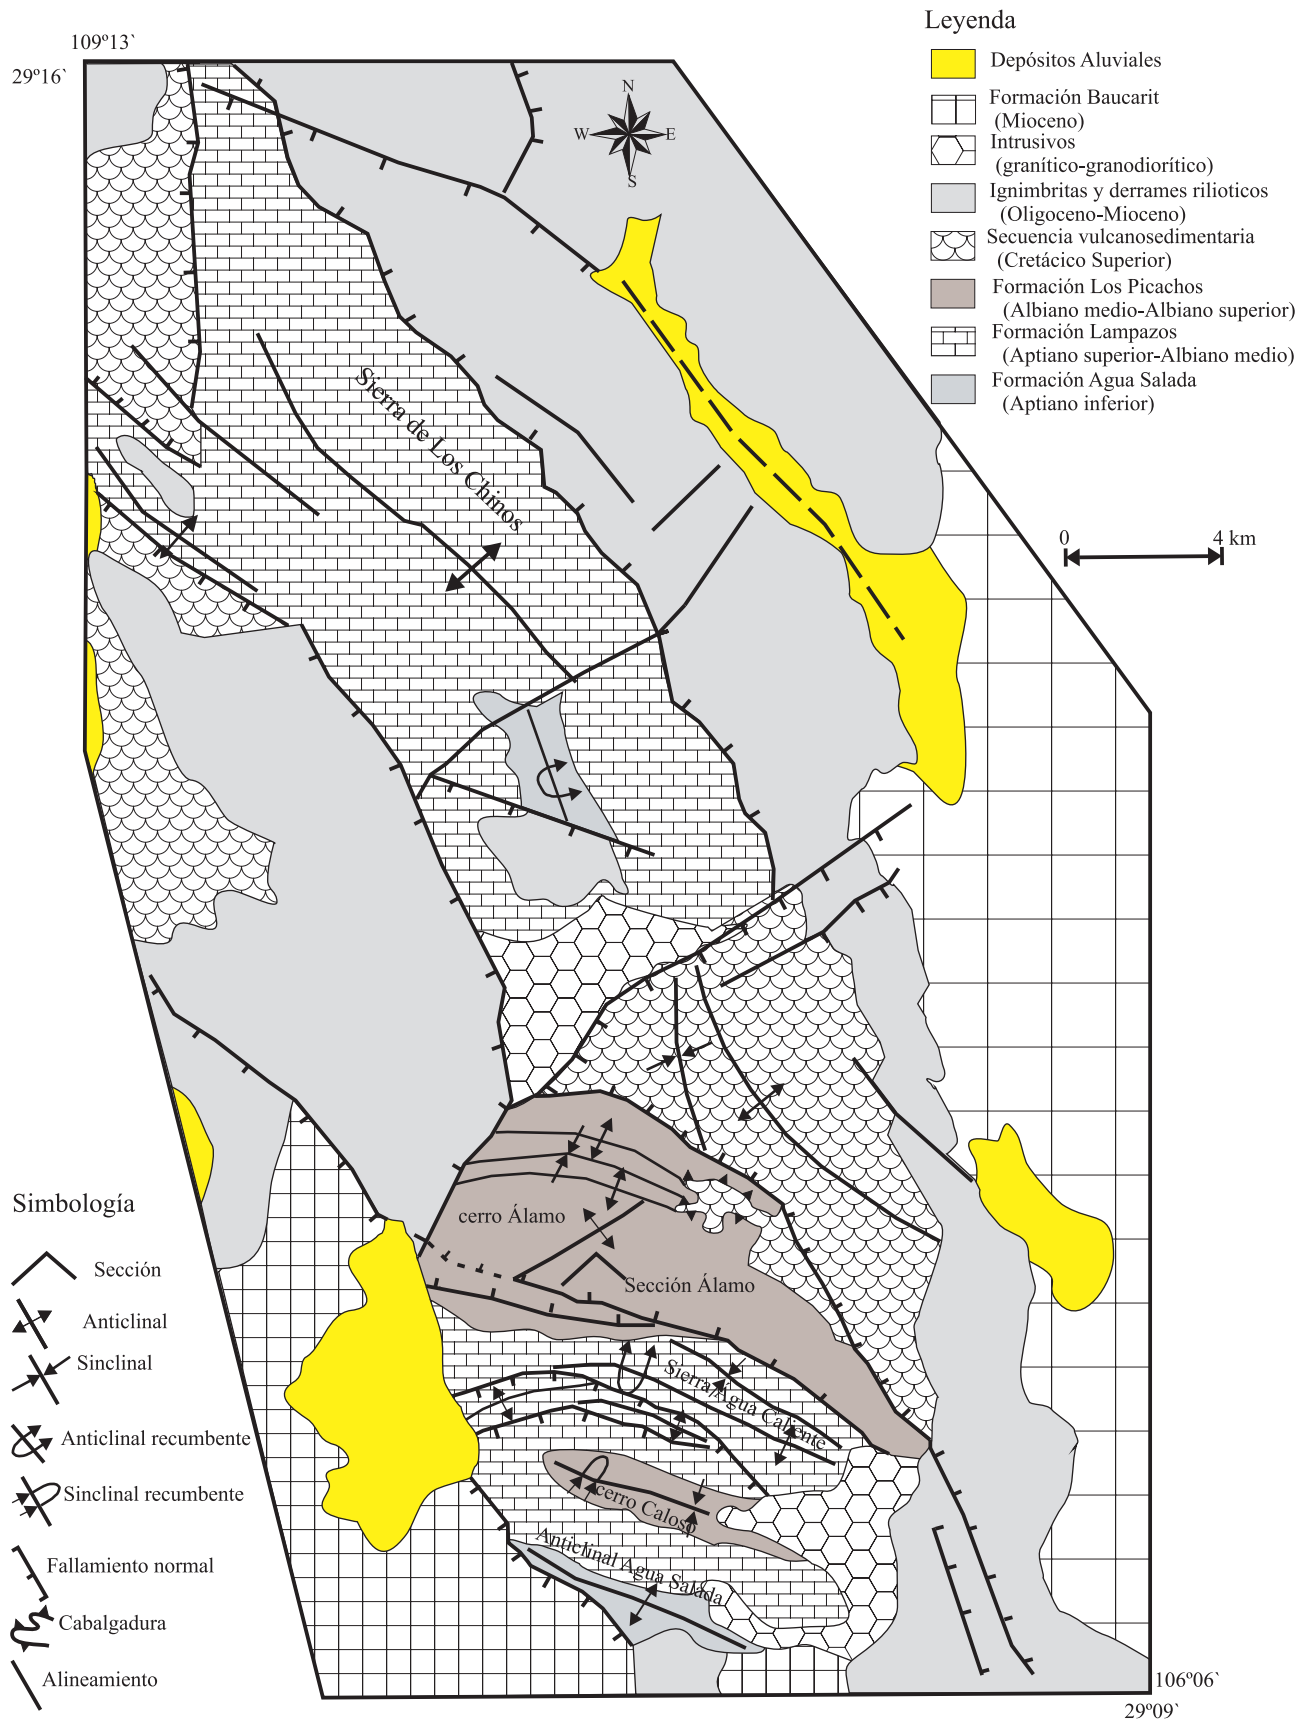 Leyenda
109º13`
29º16`
Depósitos Aluviales
Formación Baucarit
(Mioceno)
Intrusivos
(granítico-granodiorítico)
Ignimbritas y derrames rilioticos
(Oligoceno-Mioceno)
Secuencia vulcanosedimentaria
(Cretácico Superior)
Formación Los Picachos
(Albiano medio-Albiano superior)
Formación Lampazos
(Aptiano superior-Albiano medio)
Formación Agua Salada
(Aptiano inferior)
N
W E
S
Sierra de Los Chinos
0 4 km
cerro Álamo
Sección Álamo
Sierra Agua Caliente
cerro Caloso
Anticlinal Agua Salada
Simbología
Sección
Anticlinal
Sinclinal
Anticlinal recumbente
Sinclinal recumbente
Fallamiento normal
Cabalgadura
Alineamiento
106º06`
29º09`